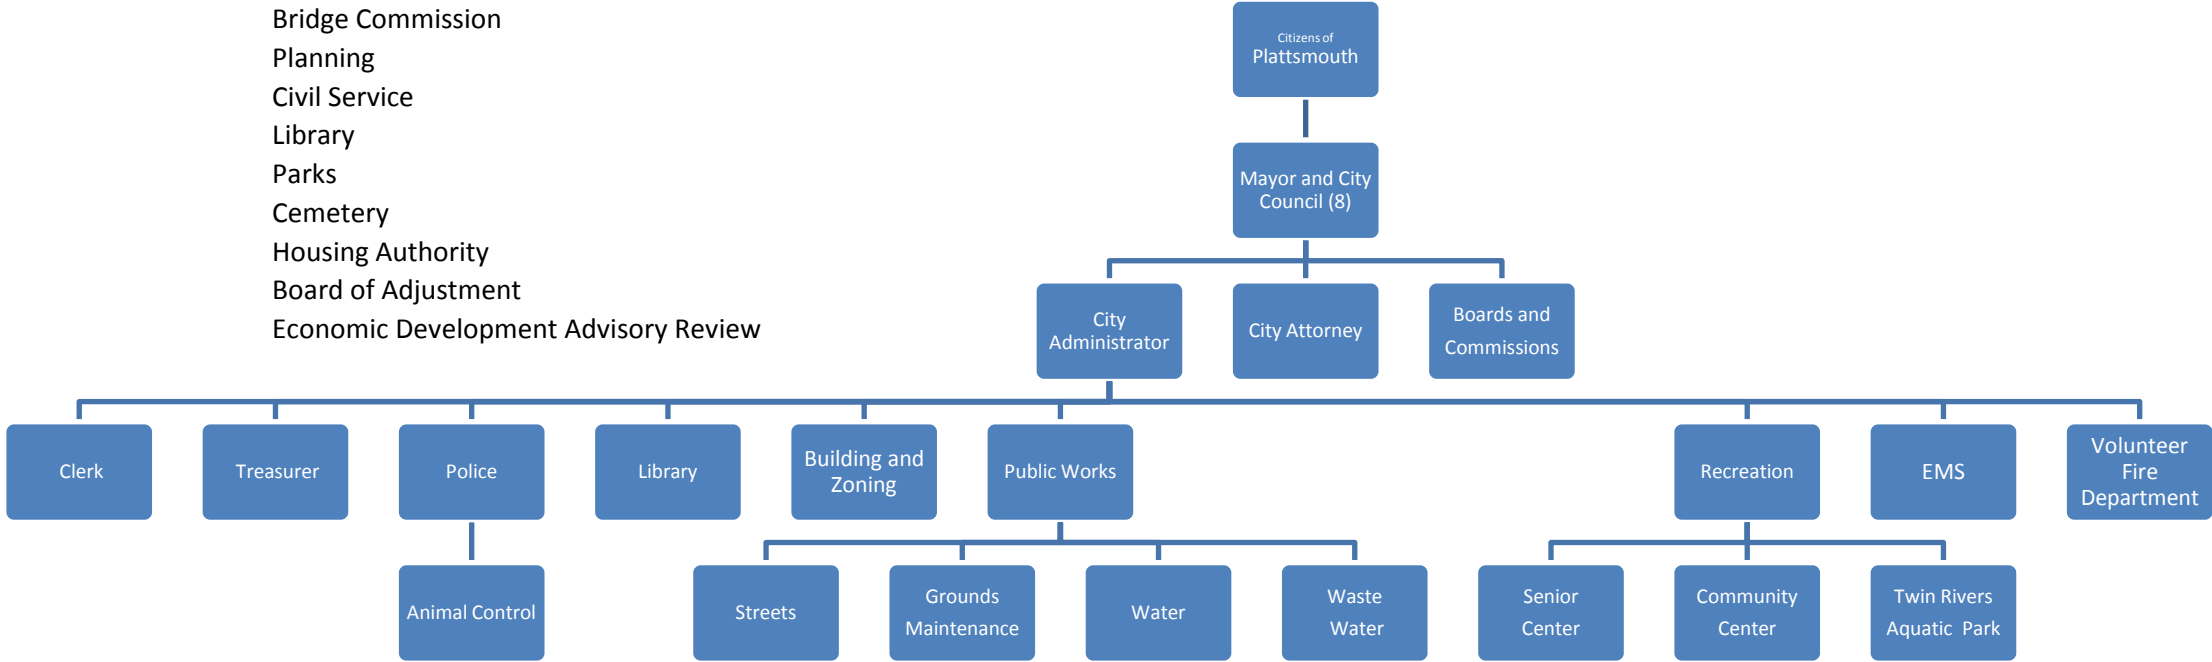 Bridge Commission
Planning
Civil Service
Library
Parks
Cemetery
Housing Authority
Board of Adjustment
Economic Development Advisory Review
Citizens of
Plattsmouth
Mayor and City
Council (8)
City
Administrator
City Attorney
Boards and
Commissions
Clerk
Treasurer
Police
Library
Building and
Zoning
Public Works
Recreation
EMS
Volunteer
Fire
Department
Animal Control
Streets
Grounds
Maintenance
Water
Waste
Water
Senior
Center
Community
Center
Twin Rivers
Aquatic Park